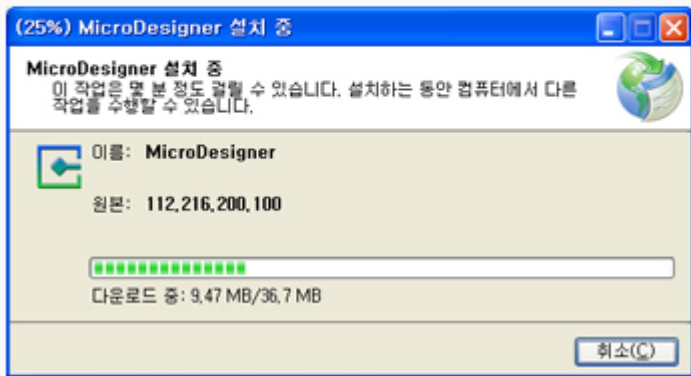 (25%) MicroDesigner 설치 중
MicroDesigner 설치 중
이 작업은 몇 분 정도 걸릴 수 있습니다. 설치하는 동안 컴퓨터에서 다른
작업을 수행할 수 있습니다.
이름: MicroDesigner
원본: 112,216,200,100
다운로드 중: 9,47 MB/36,7 MB
취소(C)